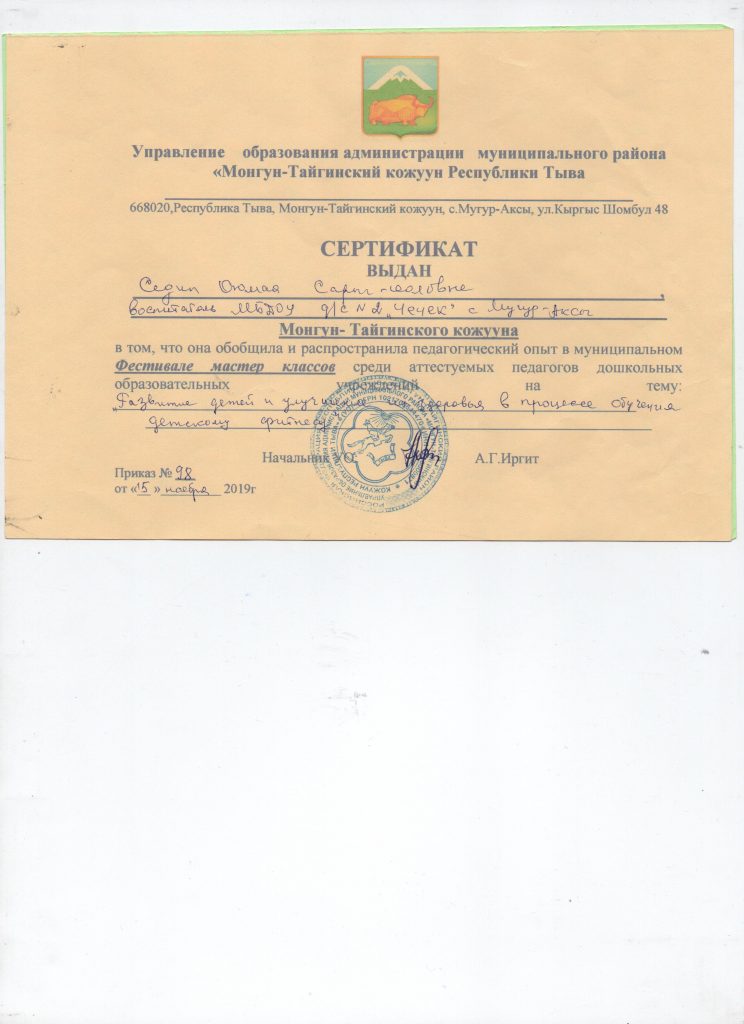 Управление образования администрации муниципального района
«Монгун-Тайгинский кожуун Республики Тыва
668020,Республика Тыва, Монгун-Тайгинский кожуун, с.Мугур-Аксы, ул.Кыргыс Шомбул 48
СЕРТИФИКАТ
ВЫДАН
Седип Сарыг-ооловне,
воспитатель МБДОУ д/с №2 „Чечек" с Мугур-Аксы
Монгун- Тайгинского кожууна
в том, что она обобщила и распространила педагогический опыт в муниципальном
Фестивале мастер классов среди аттестуемых педагогов дошкольных
образовательных учреждений на тему:
„Развитие детей и улучшение здоровья в процессе обучения
детскому фитнесу
Начальник УО: А.Г.Иргит
Приказ № 98
от «15 » ноября 2019г